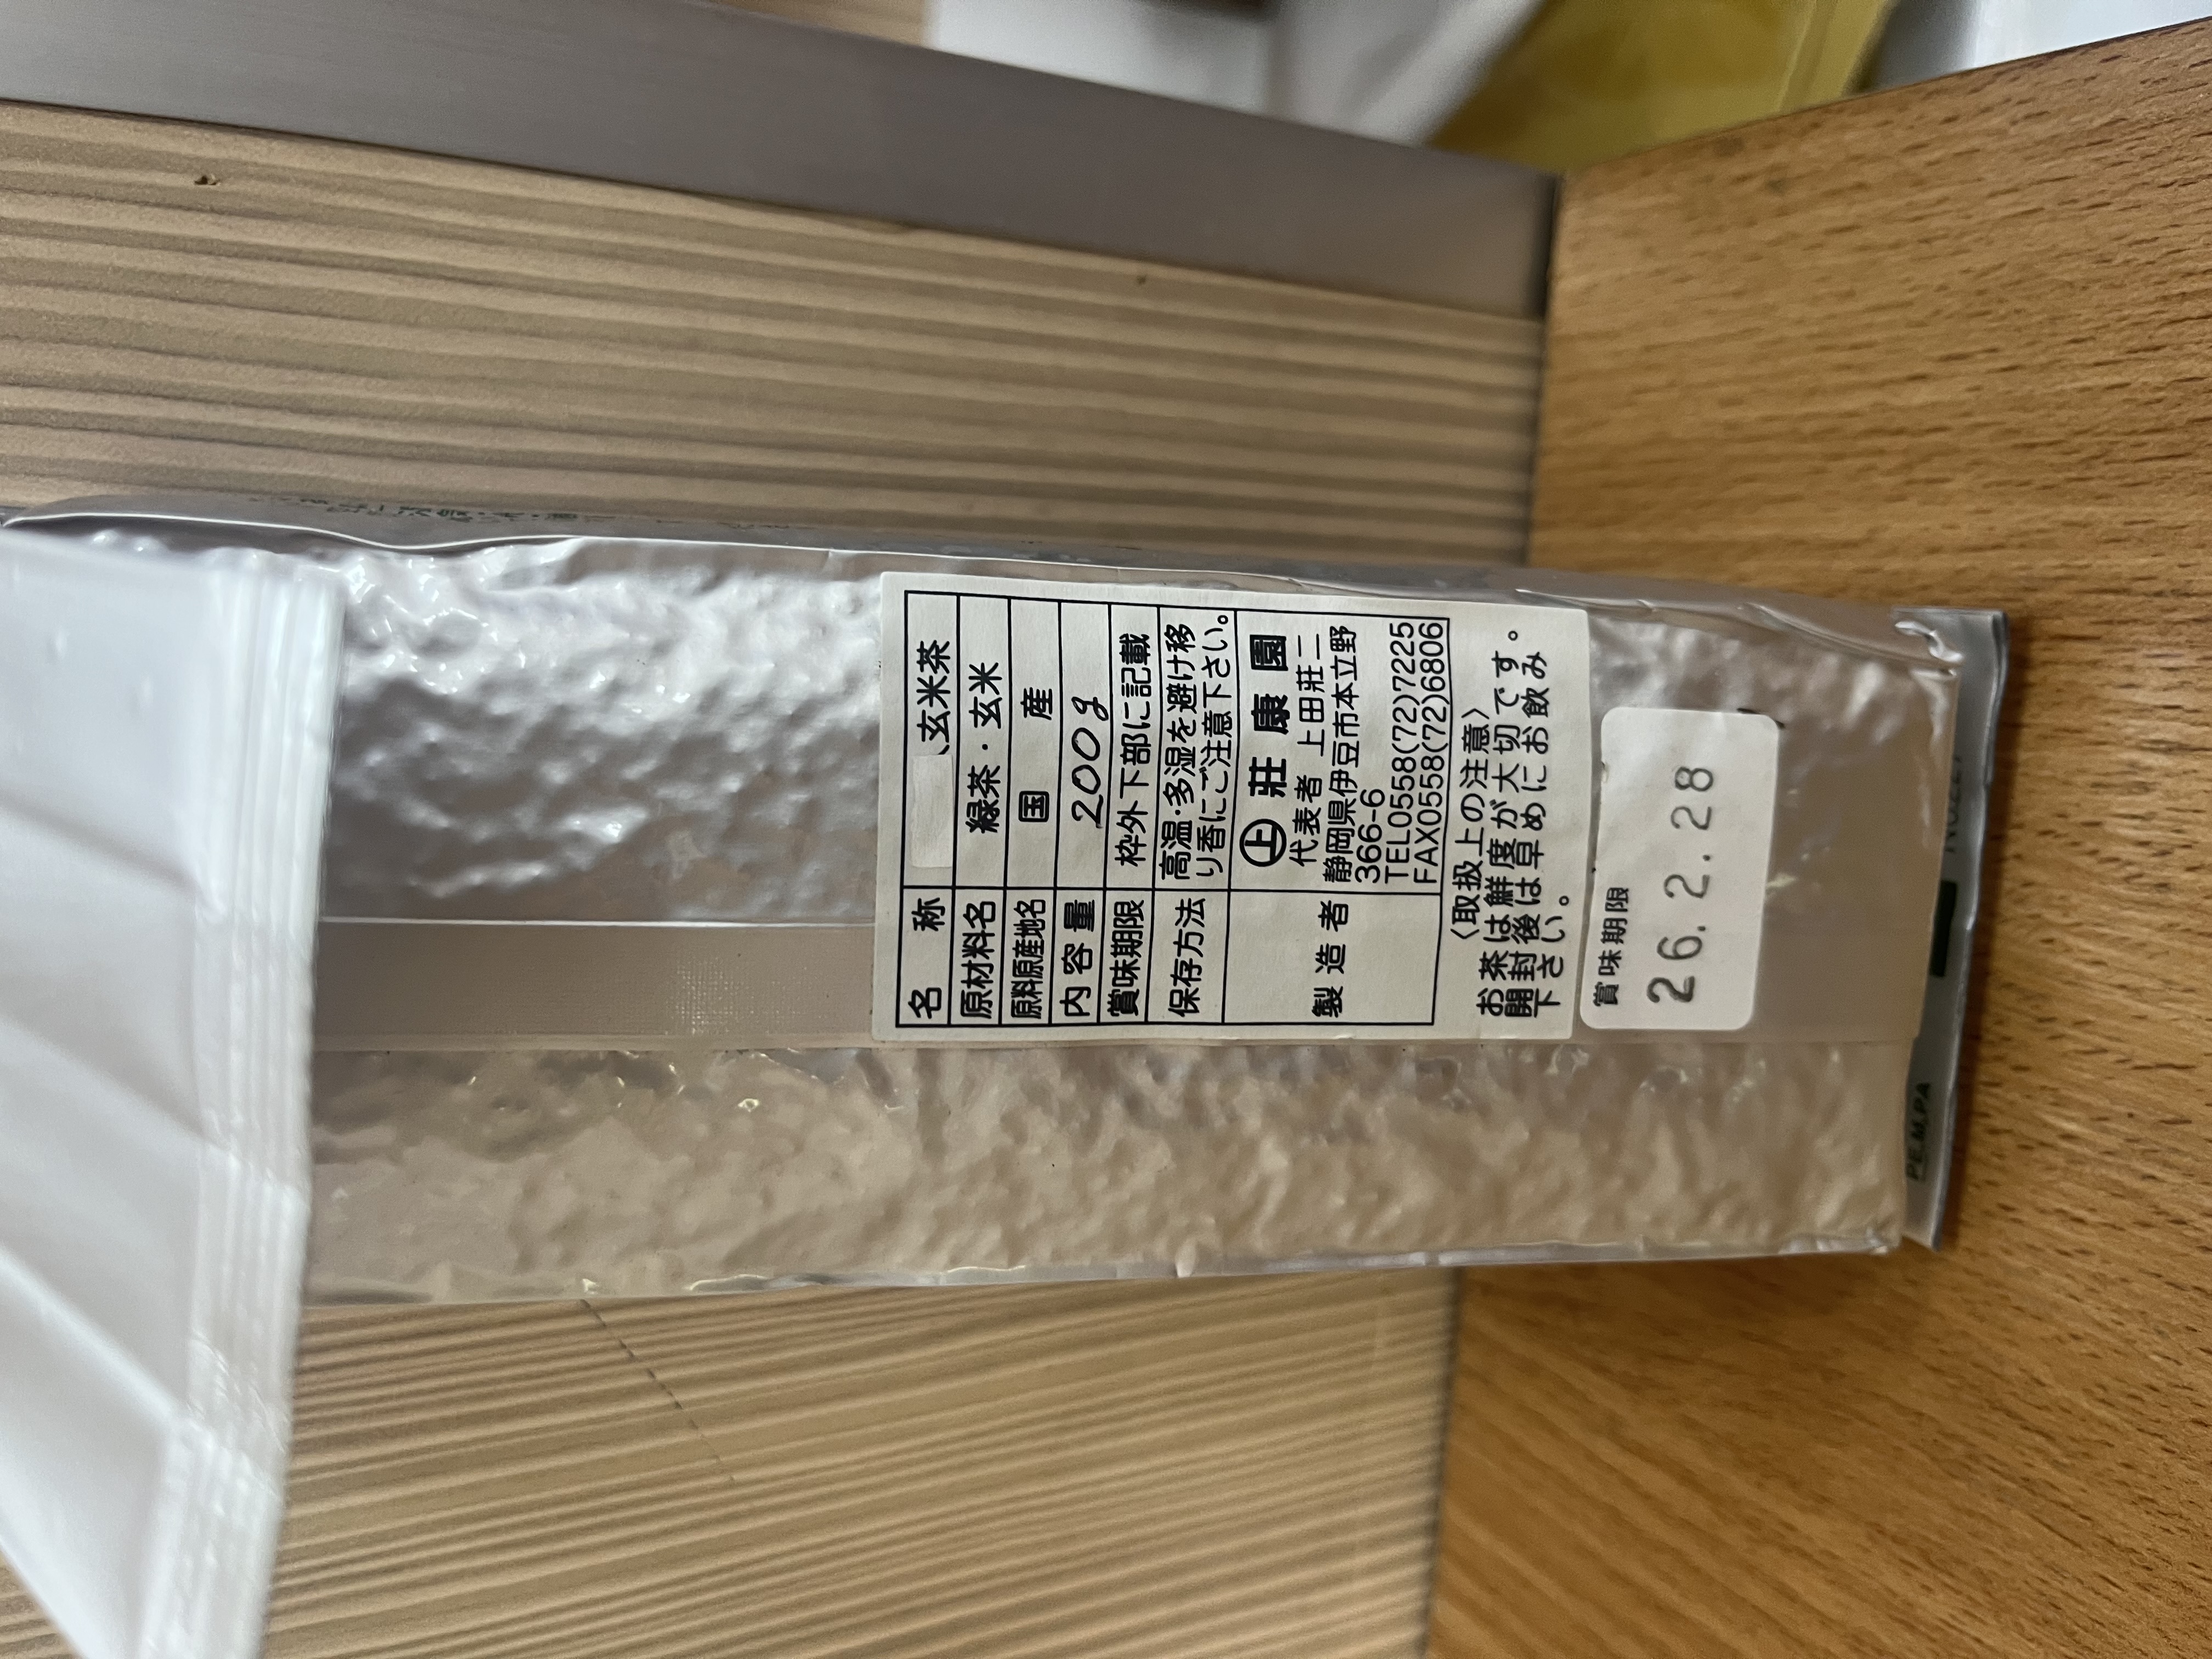 名称 玄米茶
原材料名 緑茶・玄米
原料原産地名 国産
内容量 200g
賞味期限 枠外下部に記載
保存方法 高温・多湿を避け移
り香にご注意下さい。
製造者 上 荘康園
代表者 上田荘二
静岡県伊豆市本立野
366-6
TEL0558(72)7225
FAX0558(72)6806
〈取扱上の注意〉
お茶は鮮度が大切です。
開封後は早めにお飲み
下さい。
賞味期限
26.2.28
PE,M,PA